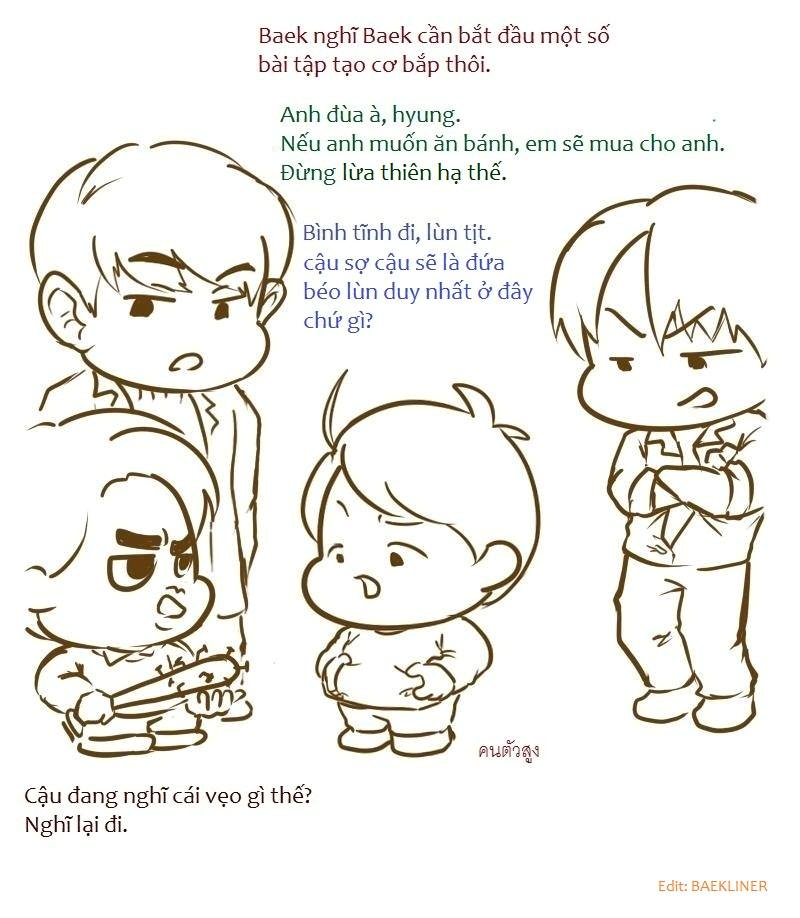 Baek nghĩ Baek cần bắt đầu một số
bài tập tạo cơ bắp thôi.
Anh đùa à, hyung.
Nếu anh muốn ăn bánh, em sẽ mua cho anh.
Đừng lừa thiên hạ thế.
Bình tĩnh đi, lùn tịt.
cậu sợ cậu sẽ là đứa
béo lùn duy nhất ở đây
chứ gì?
คนตัวสูง
Cậu đang nghĩ cái vẹo gì thế?
Nghĩ lại đi.
Edit: BAEKLINER